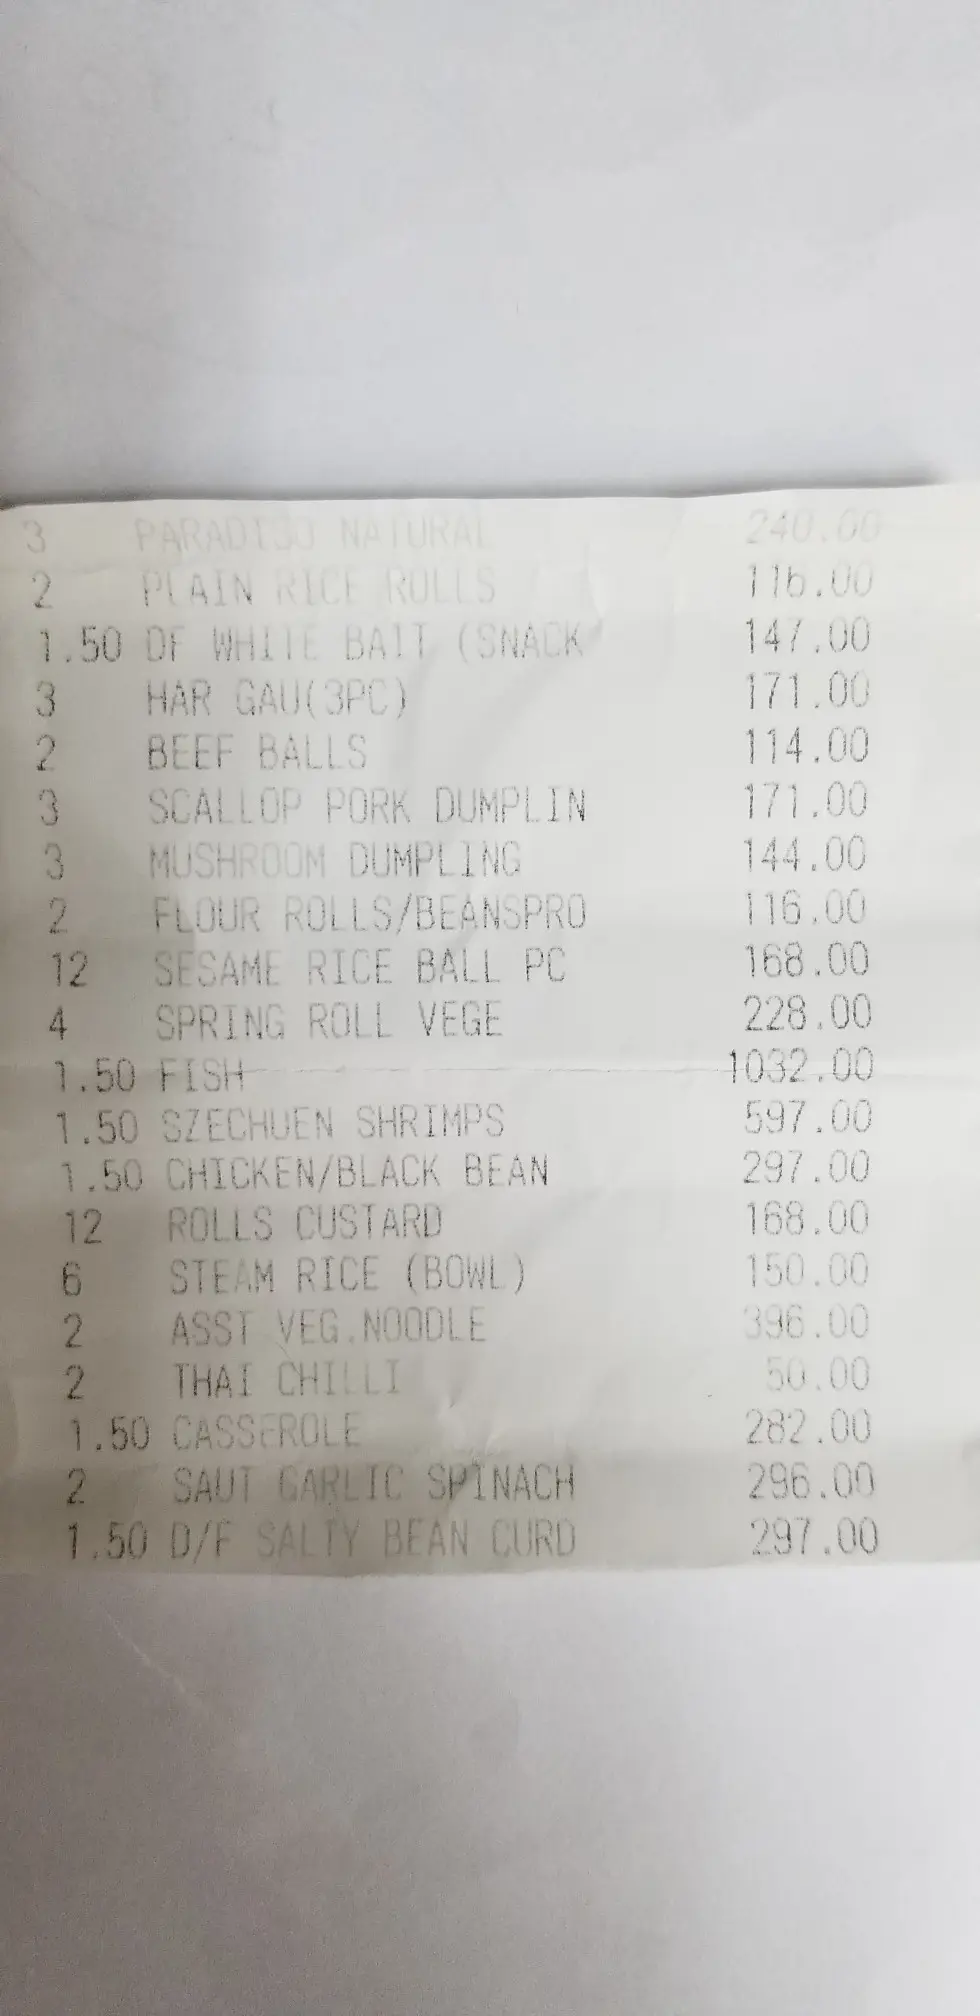 3 PARADISO NATURAL 240.00
2 PLAIN RICE ROLLS 116.00
1.50 DF WHITE BAIT (SNACK 147.00
3 HAR GAU(3PC) 171.00
2 BEEF BALLS 114.00
3 SCALLOP PORK DUMPLIN 171.00
3 MUSHROOM DUMPLING 144.00
2 FLOUR ROLLS/BEANSPRO 116.00
12 SESAME RICE BALL PC 168.00
4 SPRING ROLL VEGE 228.00
1.50 FISH 1032.00
1.50 SZECHUEN SHRIMPS 597.00
1.50 CHICKEN/BLACK BEAN 297.00
12 ROLLS CUSTARD 168.00
6 STEAM RICE (BOWL) 150.00
2 ASST VEG.NOODLE 396.00
2 THAI CHILLI 50.00
1.50 CASSEROLE 282.00
2 SAUT GARLIC SPINACH 296.00
1.50 D/F SALTY BEAN CURD 297.00